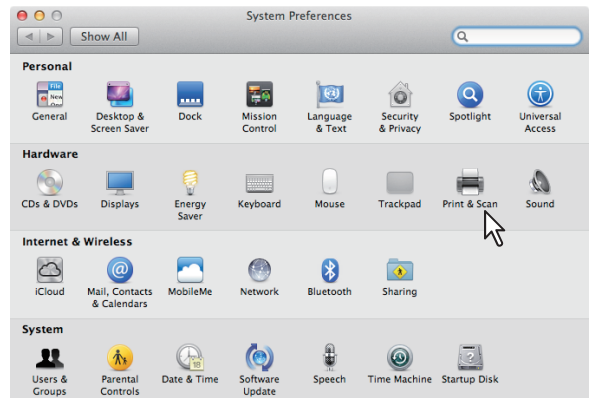 System Preferences
Show All
Personal
General
Desktop & Screen Saver
Dock
Mission Control
Language & Text
Security & Privacy
Spotlight
Universal Access
Hardware
CDs & DVDs
Displays
Energy Saver
Keyboard
Mouse
Trackpad
Print & Scan
Sound
Internet & Wireless
iCloud
Mail, Contacts & Calendars
MobileMe
Network
Bluetooth
Sharing
System
Users & Groups
Parental Controls
Date & Time
Software Update
Speech
Time Machine
Startup Disk